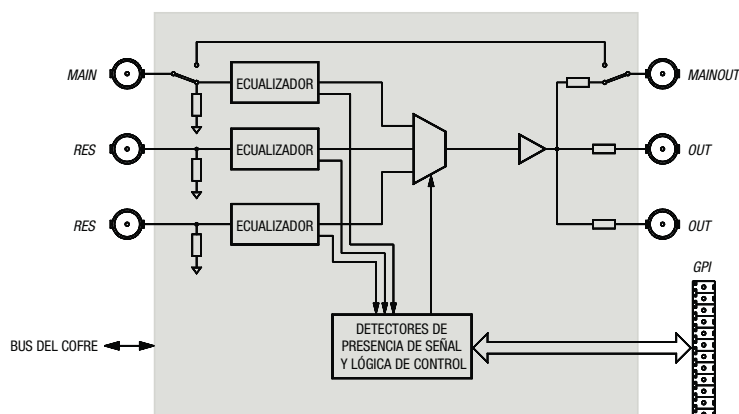 MAIN
ECUALIZADOR
MAINOUT
RES
ECUALIZADOR
OUT
RES
ECUALIZADOR
OUT
GPI
BUS DEL COFRE
DETECTORES DE
PRESENCIA DE SEÑAL
Y LÓGICA DE CONTROL